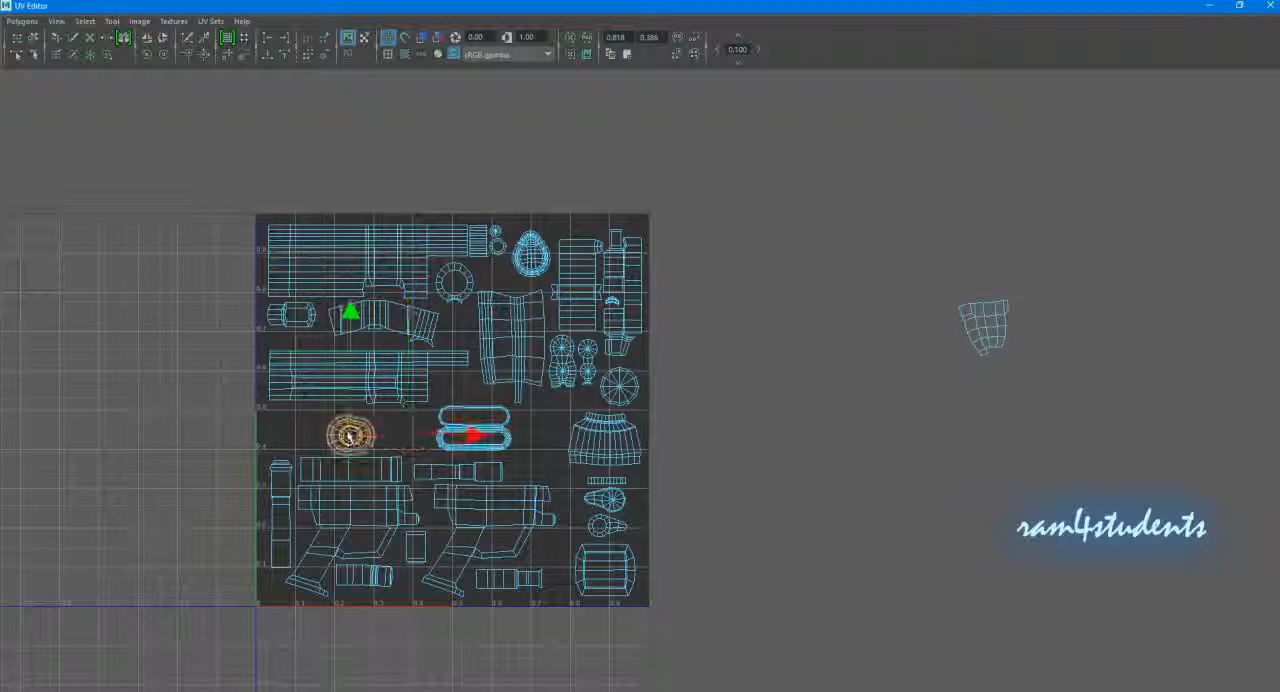 UV Editor
Polygons View Select Tool Image Textures UV Sets Help
0.00 1.00 0.818 0.386
sRGB gamma 0.100
ram4students